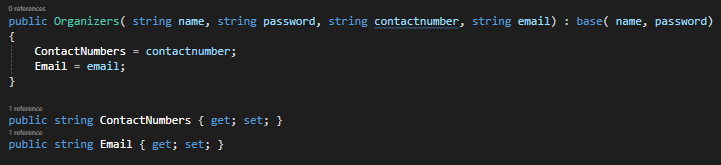 0 references
public Organizers( string name, string password, string contactnumber, string email) : base( name, password)
{
ContactNumbers = contactnumber;
Email = email;
}
1 reference
public string ContactNumbers { get; set; }
1 reference
public string Email { get; set; }